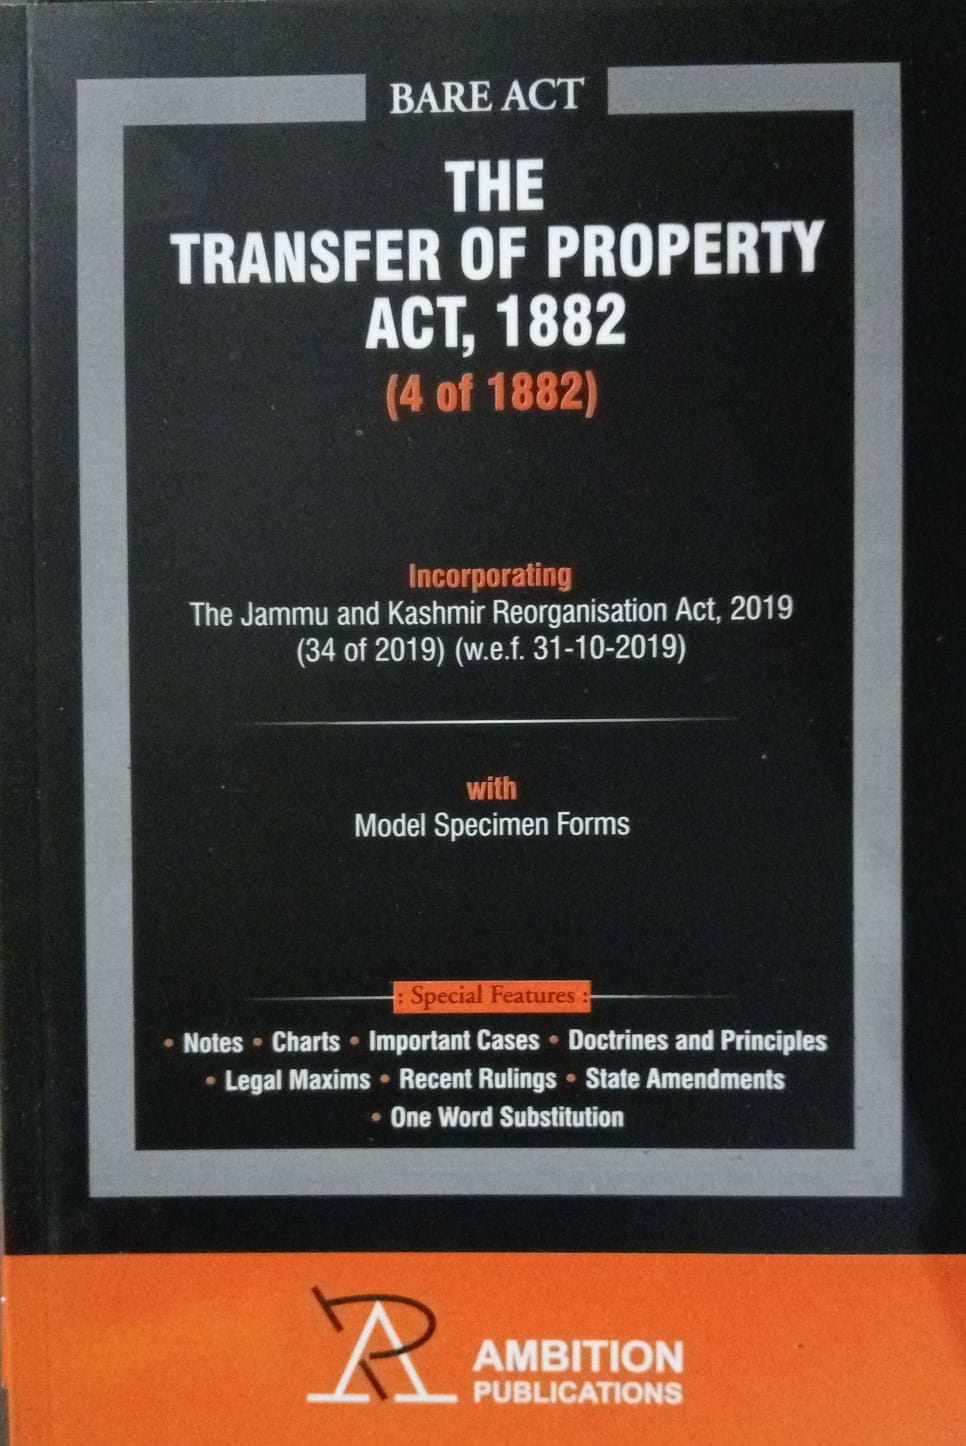 BARE ACT
THE
TRANSFER OF PROPERTY
ACT, 1882
(4 of 1882)
Incorporating
The Jammu and Kashmir Reorganisation Act, 2019
(34 of 2019) (w.e.f. 31-10-2019)
with
Model Specimen Forms
: Special Features :
• Notes • Charts • Important Cases • Doctrines and Principles
• Legal Maxims • Recent Rulings • State Amendments
• One Word Substitution
AMBITION
PUBLICATIONS